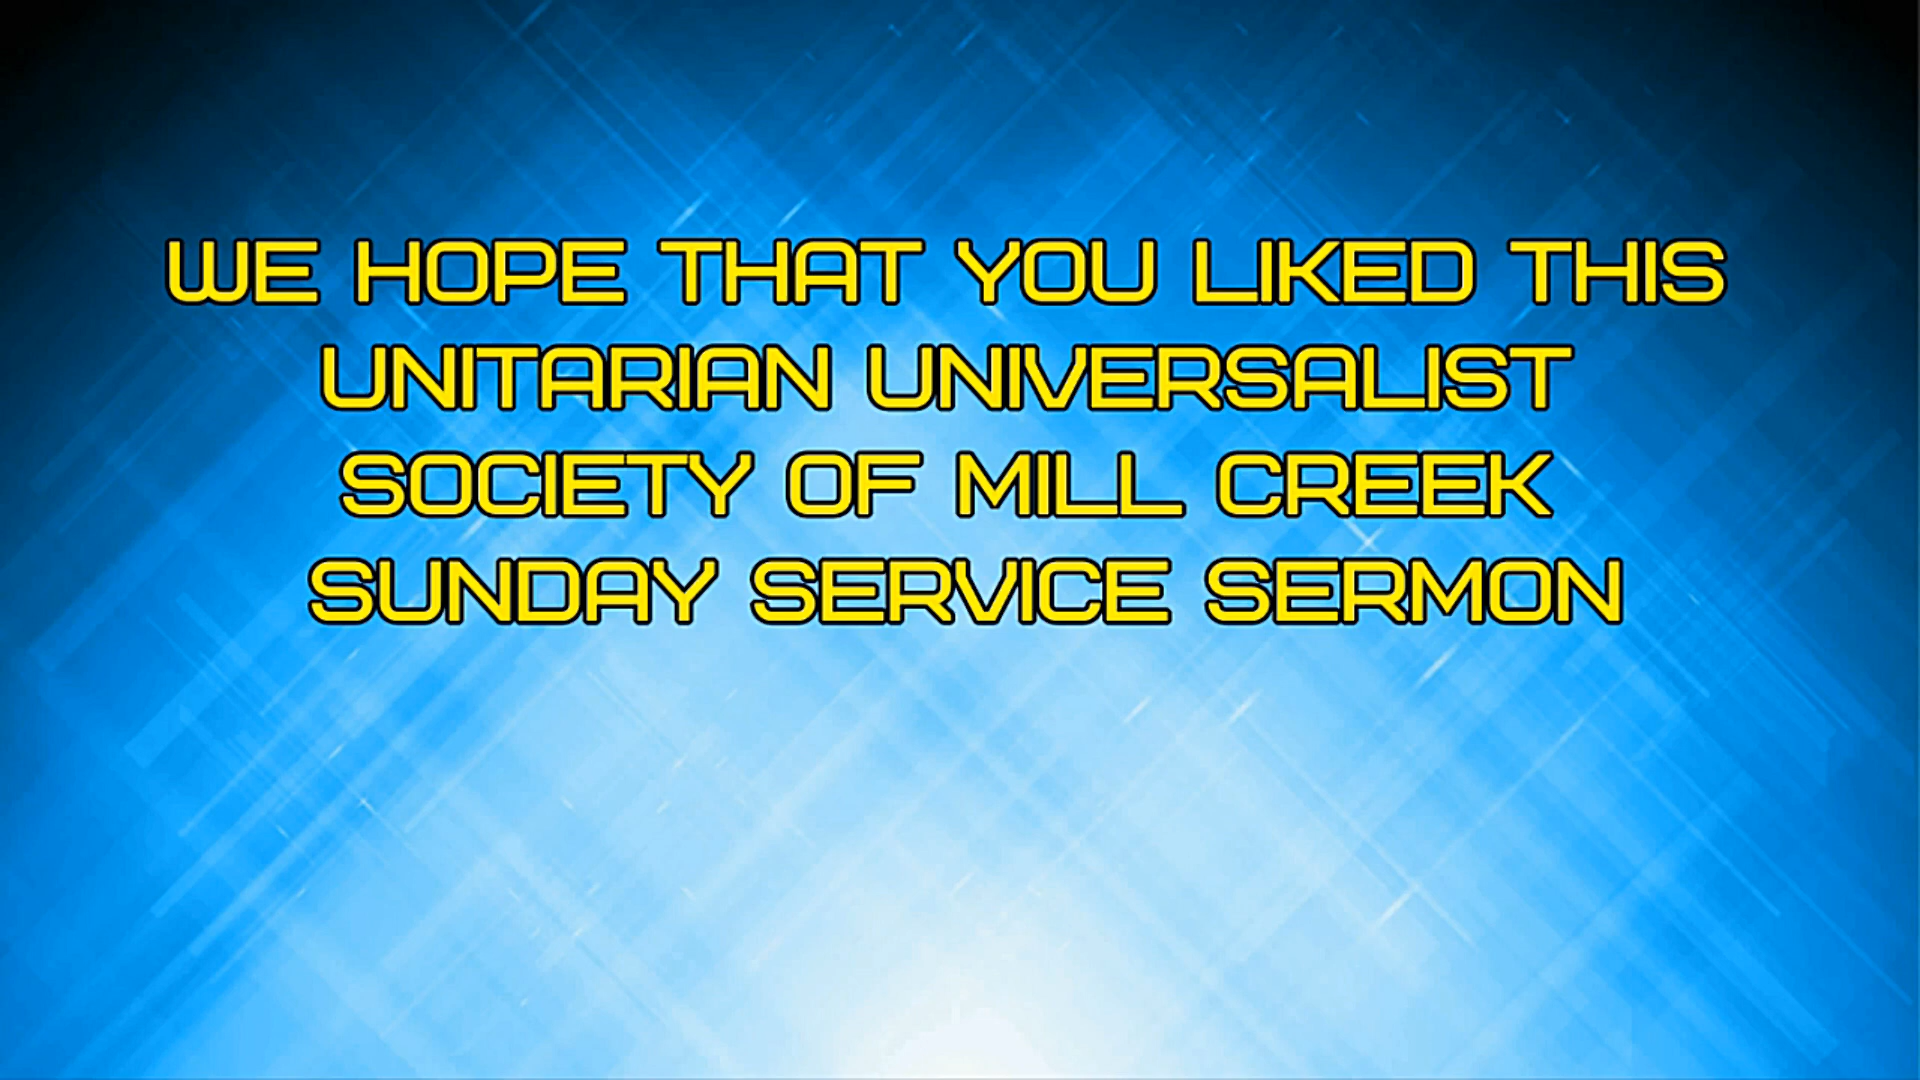 WE HOPE THAT YOU LIKED THIS
UNITARIAN UNIVERSALIST
SOCIETY OF MILL CREEK
SUNDAY SERVICE SERMON